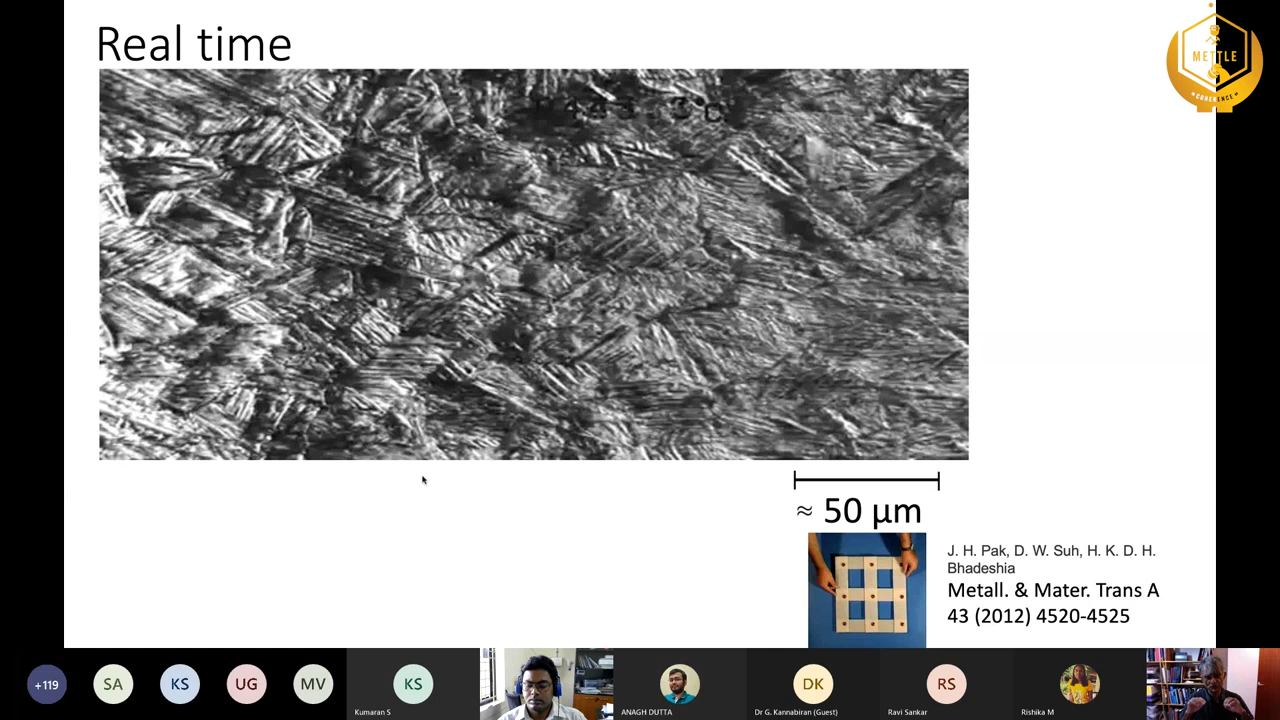 Real time
METTLE
COHERENCE
≈ 50 μm
J. H. Pak, D. W. Suh, H. K. D. H.
Bhadeshia
Metall. & Mater. Trans A
43 (2012) 4520-4525
+119
SA
KS
UG
MV
KS
DK
RS
Kumaran S
ANAGH DUTTA
Dr G. Kannabiran (Guest)
Ravi Sankar
Rishika M